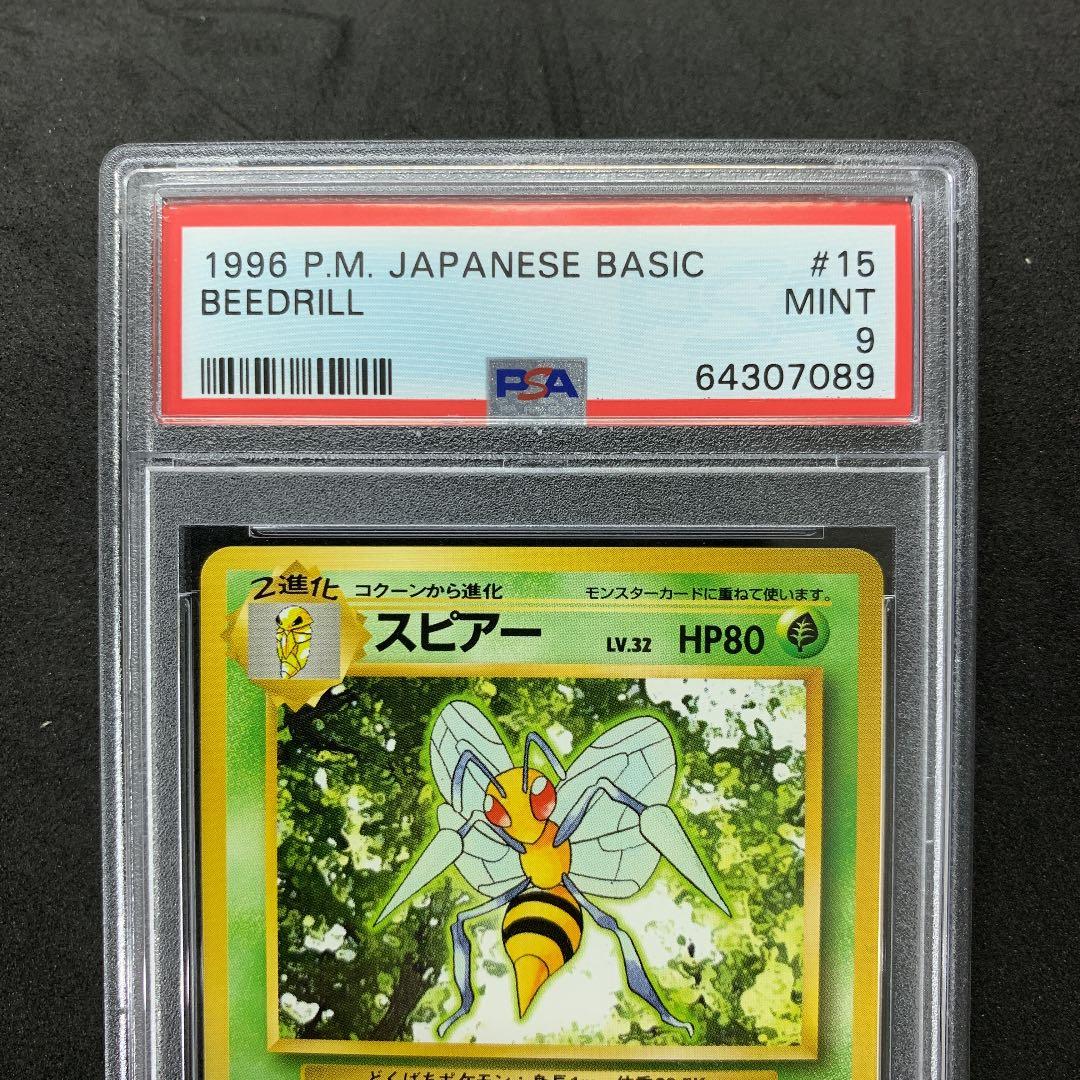 1996 P.M. JAPANESE BASIC #15
BEEDRILL MINT
9
PSA 64307089
2進化 コクーンから進化 モンスターカードに重ねて使います。
スピアー LV.32 HP80